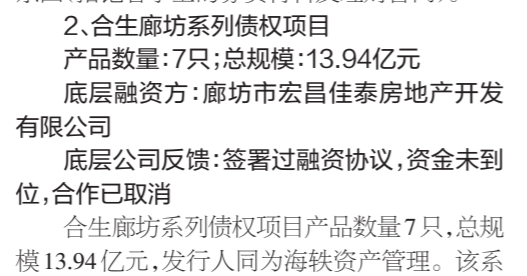 2、合生廊坊系列债权项目
产品数量：7只；总规模：13.94亿元
底层融资方：廊坊市宏昌佳泰房地产开发
有限公司
底层公司反馈：签署过融资协议，资金未到
位，合作已取消
合生廊坊系列债权项目产品数量7只，总规
模13.94亿元，发行人同为海轶资产管理。该系